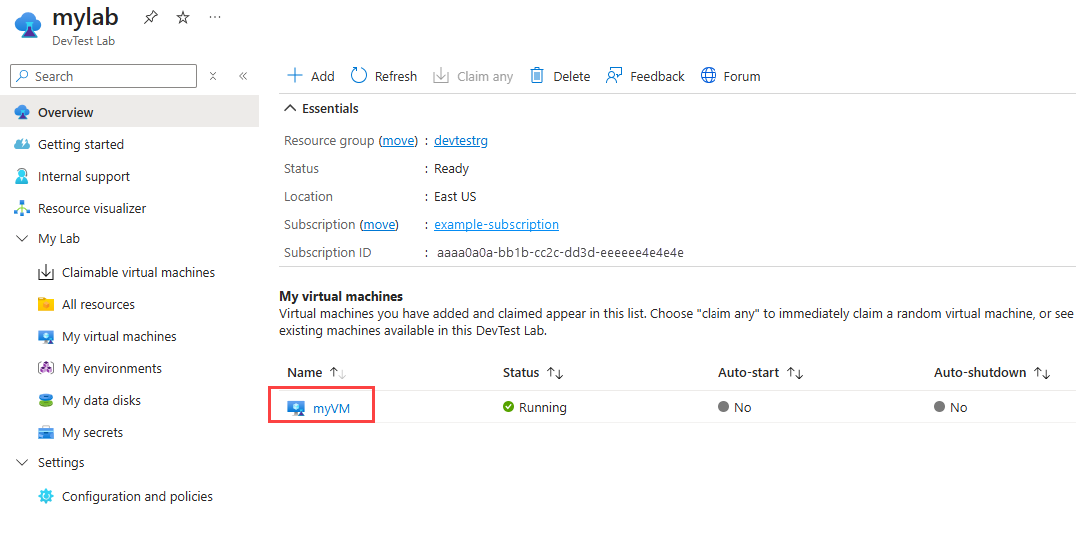 mylab
DevTest Lab
Search
Overview
Getting started
Internal support
Resource visualizer
My Lab
Claimable virtual machines
All resources
My virtual machines
My environments
My data disks
My secrets
Settings
Configuration and policies
Add Refresh Claim any Delete Feedback Forum
Essentials
Resource group (move) : devtestrg
Status : Ready
Location : East US
Subscription (move) : example-subscription
Subscription ID : aaaa0a0a-bb1b-cc2c-dd3d-eeeeee4e4e4e
My virtual machines
Virtual machines you have added and claimed appear in this list. Choose "claim any" to immediately claim a random virtual machine, or see
existing machines available in this DevTest Lab.
Name Status Auto-start Auto-shutdown
myVM Running No No